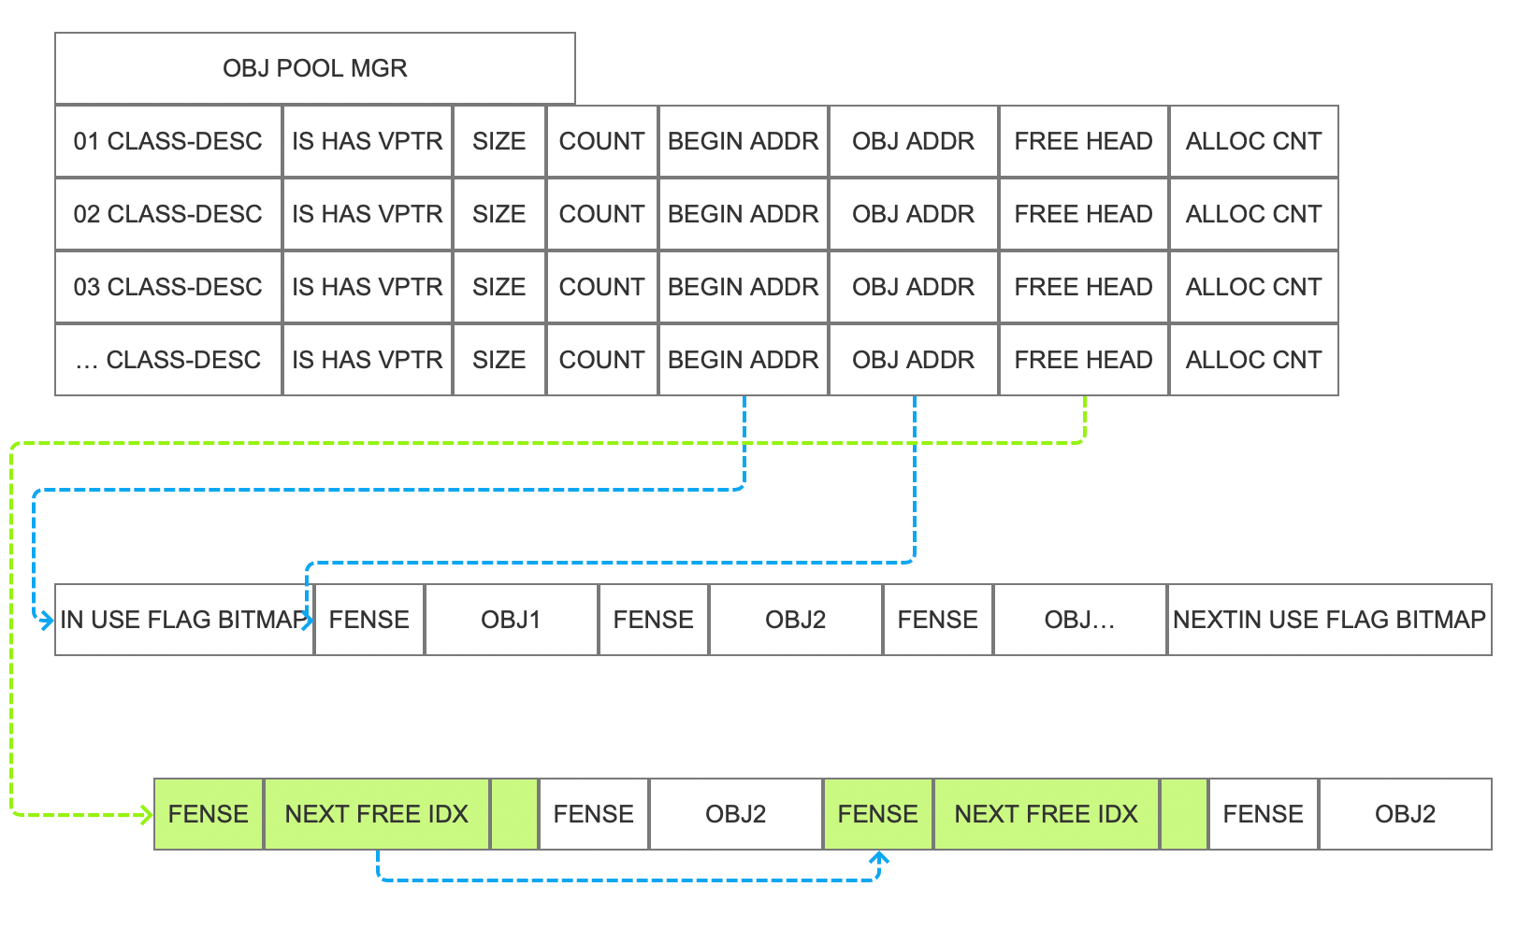 OBJ POOL MGR
01 CLASS-DESC IS HAS VPTR SIZE COUNT BEGIN ADDR OBJ ADDR FREE HEAD ALLOC CNT
02 CLASS-DESC IS HAS VPTR SIZE COUNT BEGIN ADDR OBJ ADDR FREE HEAD ALLOC CNT
03 CLASS-DESC IS HAS VPTR SIZE COUNT BEGIN ADDR OBJ ADDR FREE HEAD ALLOC CNT
… CLASS-DESC IS HAS VPTR SIZE COUNT BEGIN ADDR OBJ ADDR FREE HEAD ALLOC CNT
IN USE FLAG BITMAP FENSE OBJ1 FENSE OBJ2 FENSE OBJ… NEXTIN USE FLAG BITMAP
FENSE NEXT FREE IDX FENSE OBJ2 FENSE NEXT FREE IDX FENSE OBJ2